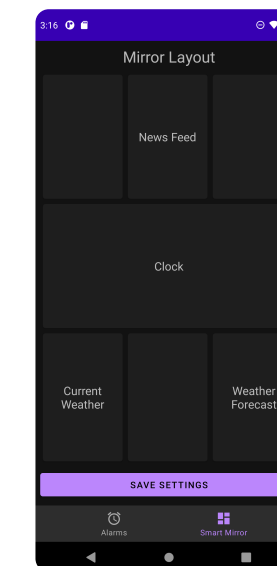 3:16
Mirror Layout
News Feed
Clock
Current
Weather
Weather
Forecast
SAVE SETTINGS
Alarms
Smart Mirror